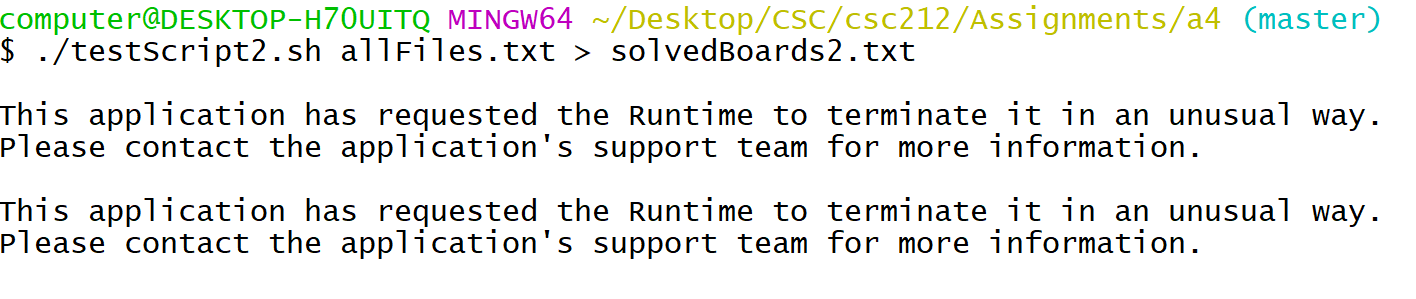 computer@DESKTOP-H70UITQ MINGW64 ~/Desktop/CSC/csc212/Assignments/a4 (master)
$ ./testScript2.sh allFiles.txt > solvedBoards2.txt
This application has requested the Runtime to terminate it in an unusual way.
Please contact the application's support team for more information.
This application has requested the Runtime to terminate it in an unusual way.
Please contact the application's support team for more information.